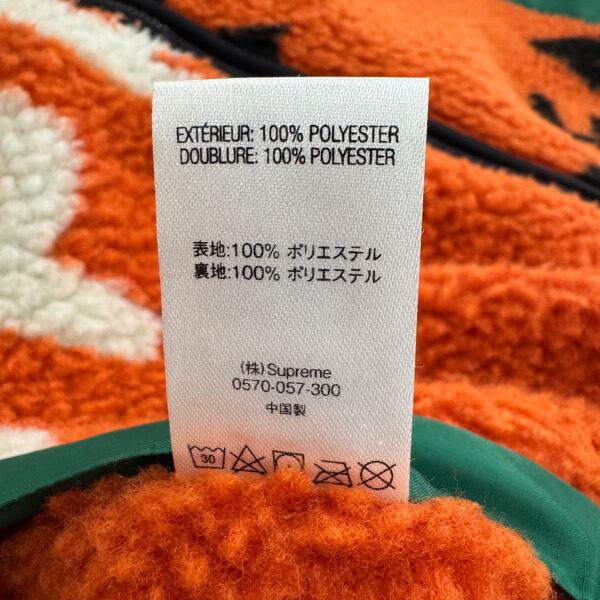 EXTÉRIEUR: 100% POLYESTER
DOUBLURE: 100% POLYESTER
表地:100% ポリエステル
裏地:100% ポリエステル
(株)Supreme
0570-057-300
中国製
30